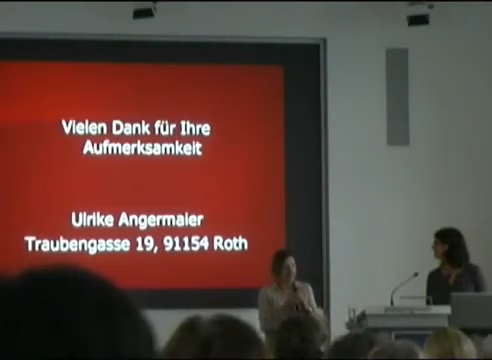 Vielen Dank für Ihre
Aufmerksamkeit
Ulrike Angermaier
Traubengasse 19, 91154 Roth